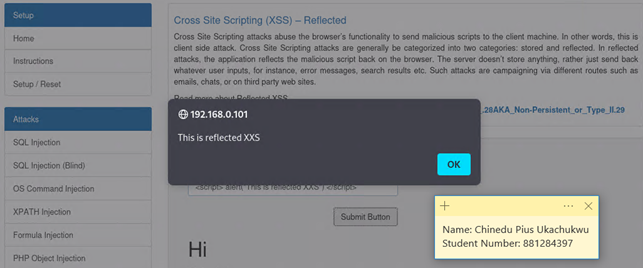 Setup
Home
Instructions
Setup / Reset
Attacks
SQL Injection
SQL Injection (Blind)
OS Command Injection
XPATH Injection
Formula Injection
PHP Object Injection
Cross Site Scripting (XSS) – Reflected
Cross Site Scripting attacks abuse the browser's functionality to send malicious scripts to the client machine. In other words, this is
client side attack. Cross Site Scripting attacks are generally be categorized into two categories: stored and reflected. In reflected
attacks, the application reflects the malicious script back on the browser. The server doesn't store anything, rather just send back
whatever user inputs, for instance, error messages, search results etc. Such attacks are campaigning via different routes such as
emails, chats, or on third party web sites.
Read more about Reflected XSS
.28AKA_Non-Persistent_or_Type_II.29
192.168.0.101
This is reflected XXS
OK
<script> alert("This is reflected XXS") </script>
Submit Button
Hi
Name: Chinedu Pius Ukachukwu
Student Number: 881284397